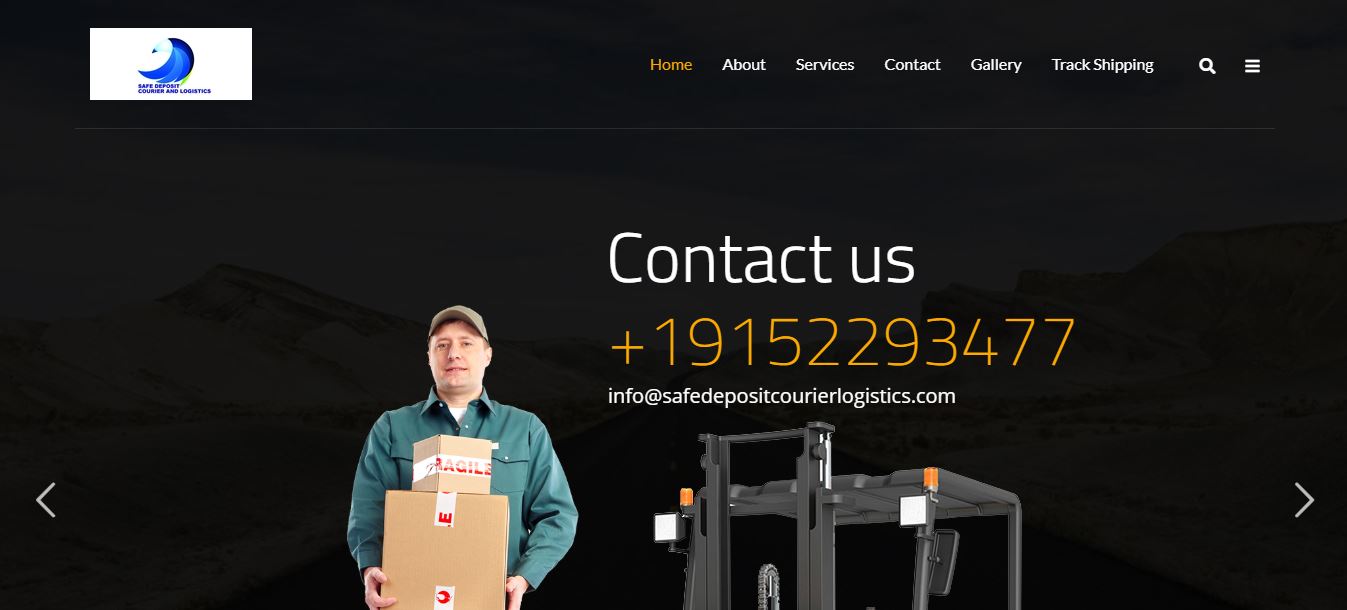 SAFE DEPOSIT
COURIER AND LOGISTICS
Home
About
Services
Contact
Gallery
Track Shipping
Contact us
+19152293477
info@safedepositcourierlogistics.com
RAGILE
E